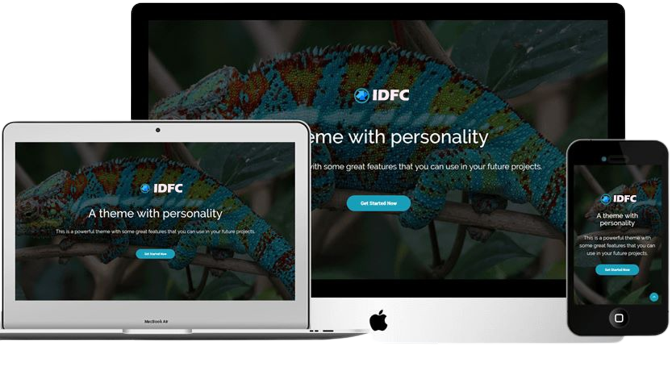 IDFC
eme with personality
with some great features that you can use in your future projects.
Get Started Now
IDFC
A theme with personality
This is a powerful theme with some great features that you can use in your future projects.
Get Started Now
MacBook Air
IDFC
A theme with
personality
This is a powerful theme with
some great features that you can
use in your future projects.
Get Started Now